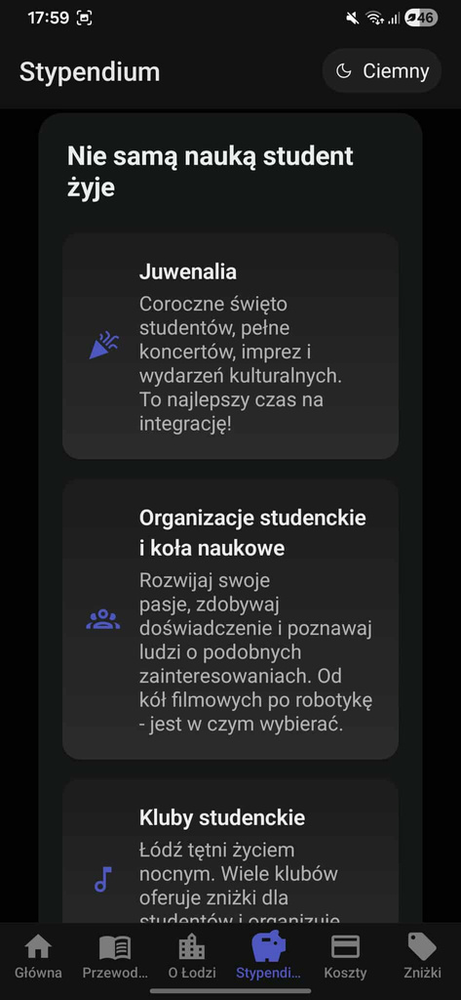 17:59
46
Stypendium
Ciemny
Nie samą nauką student
żyje
Juwenalia
Coroczne święto
studentów, pełne
koncertów, imprez i
wydarzeń kulturalnych.
To najlepszy czas na
integrację!
Organizacje studenckie
i koła naukowe
Rozwijaj swoje
pasje, zdobywaj
doświadczenie i poznawaj
ludzi o podobnych
zainteresowaniach. Od
kół filmowych po robotykę
- jest w czym wybierać.
Kluby studenckie
Łódź tętni życiem
nocnym. Wiele klubów
oferuje zniżki dla
studentów i organizuje
Główna
Przewod...
O Łodzi
Stypendi...
Koszty
Zniżki